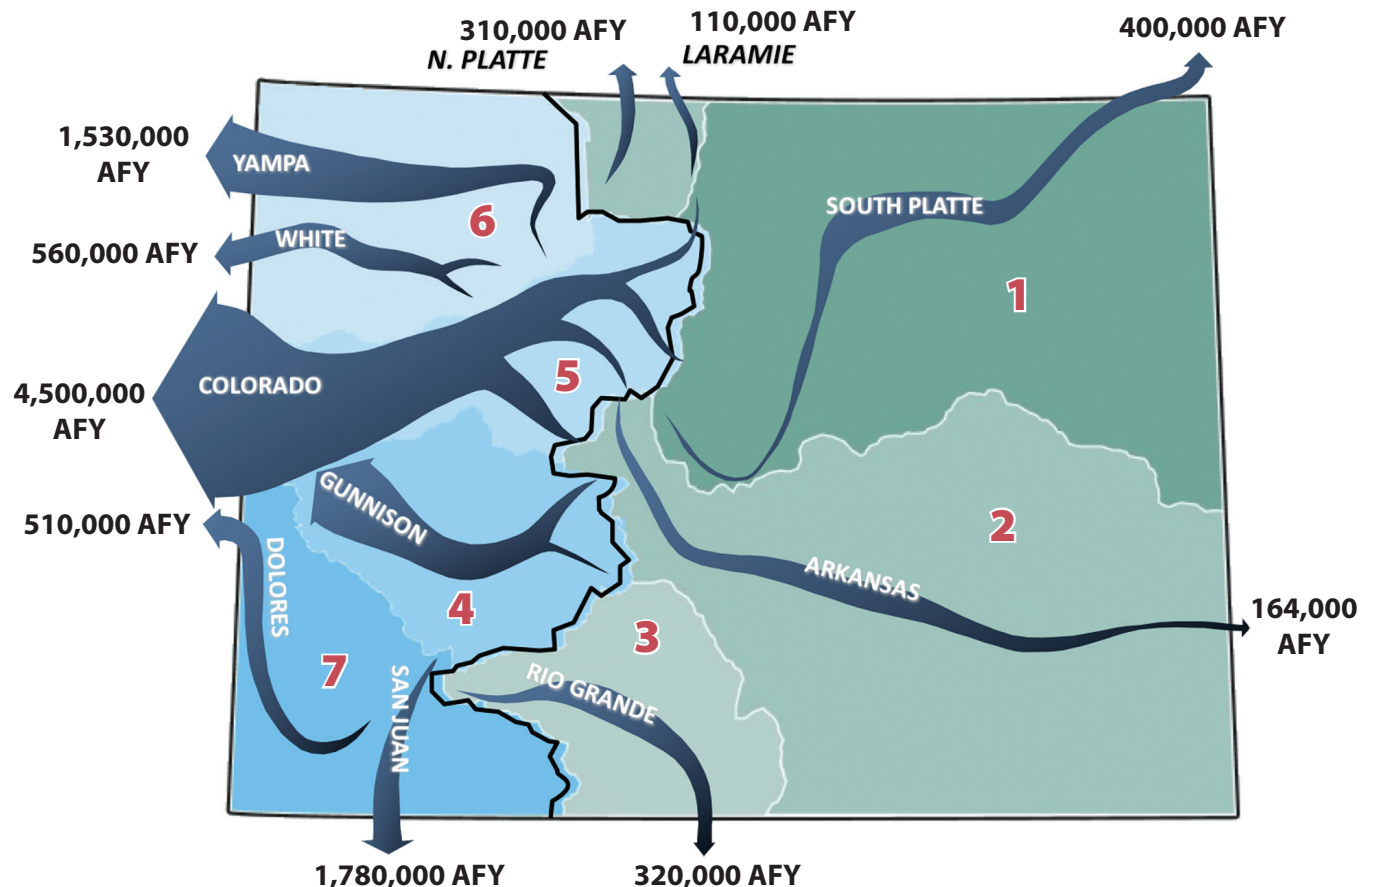 310,000 AFY
N. PLATTE
110,000 AFY
LARAMIE
400,000 AFY
1,530,000
AFY
YAMPA
6
WHITE
560,000 AFY
SOUTH PLATTE
1
4,500,000
AFY
COLORADO
5
GUNNISON
510,000 AFY
DOLORES
2
ARKANSAS
4
3
164,000
AFY
7
SAN JUAN
RIO GRANDE
1,780,000 AFY
320,000 AFY